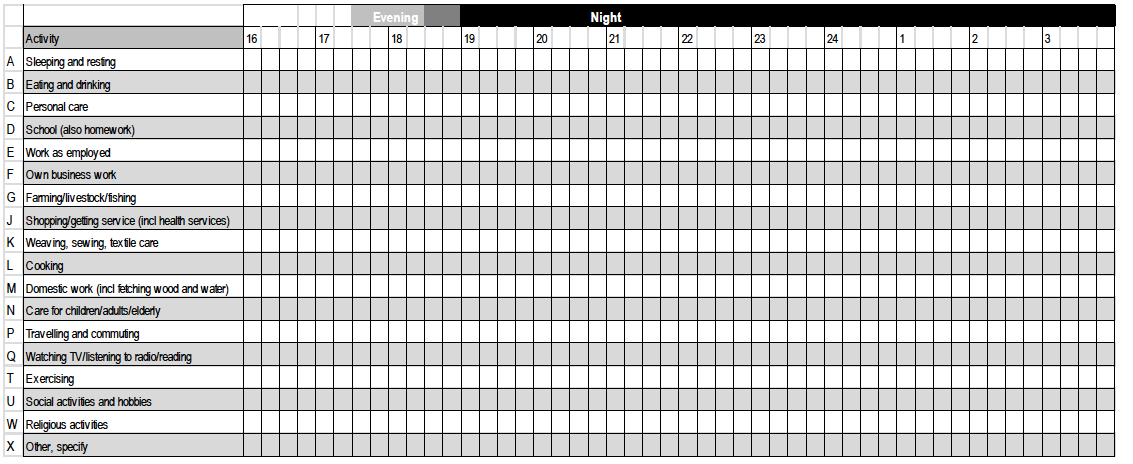 Evening Night
Activity 16 17 18 19 20 21 22 23 24 1 2 3
A Sleeping and resting
B Eating and drinking
C Personal care
D School (also homework)
E Work as employed
F Own business work
G Farming/livestock/fishing
J Shopping/getting service (incl health services)
K Weaving, sewing, textile care
L Cooking
M Domestic work (incl fetching wood and water)
N Care for children/adults/elderly
P Travelling and commuting
Q Watching TV/listening to radio/reading
T Exercising
U Social activities and hobbies
W Religious activities
X Other, specify